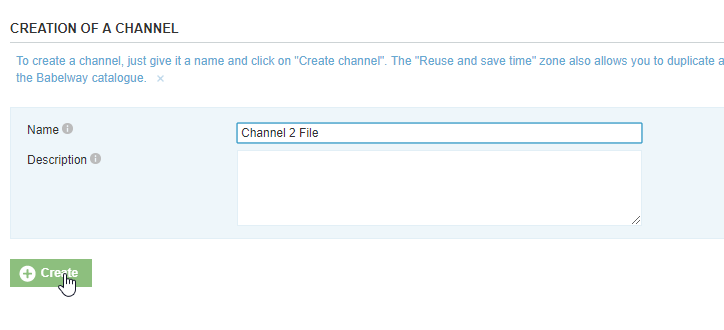 CREATION OF A CHANNEL
To create a channel, just give it a name and click on "Create channel". The "Reuse and save time" zone also allows you to duplicate a
the Babelway catalogue. ×
Name
Channel 2 File
Description
Create